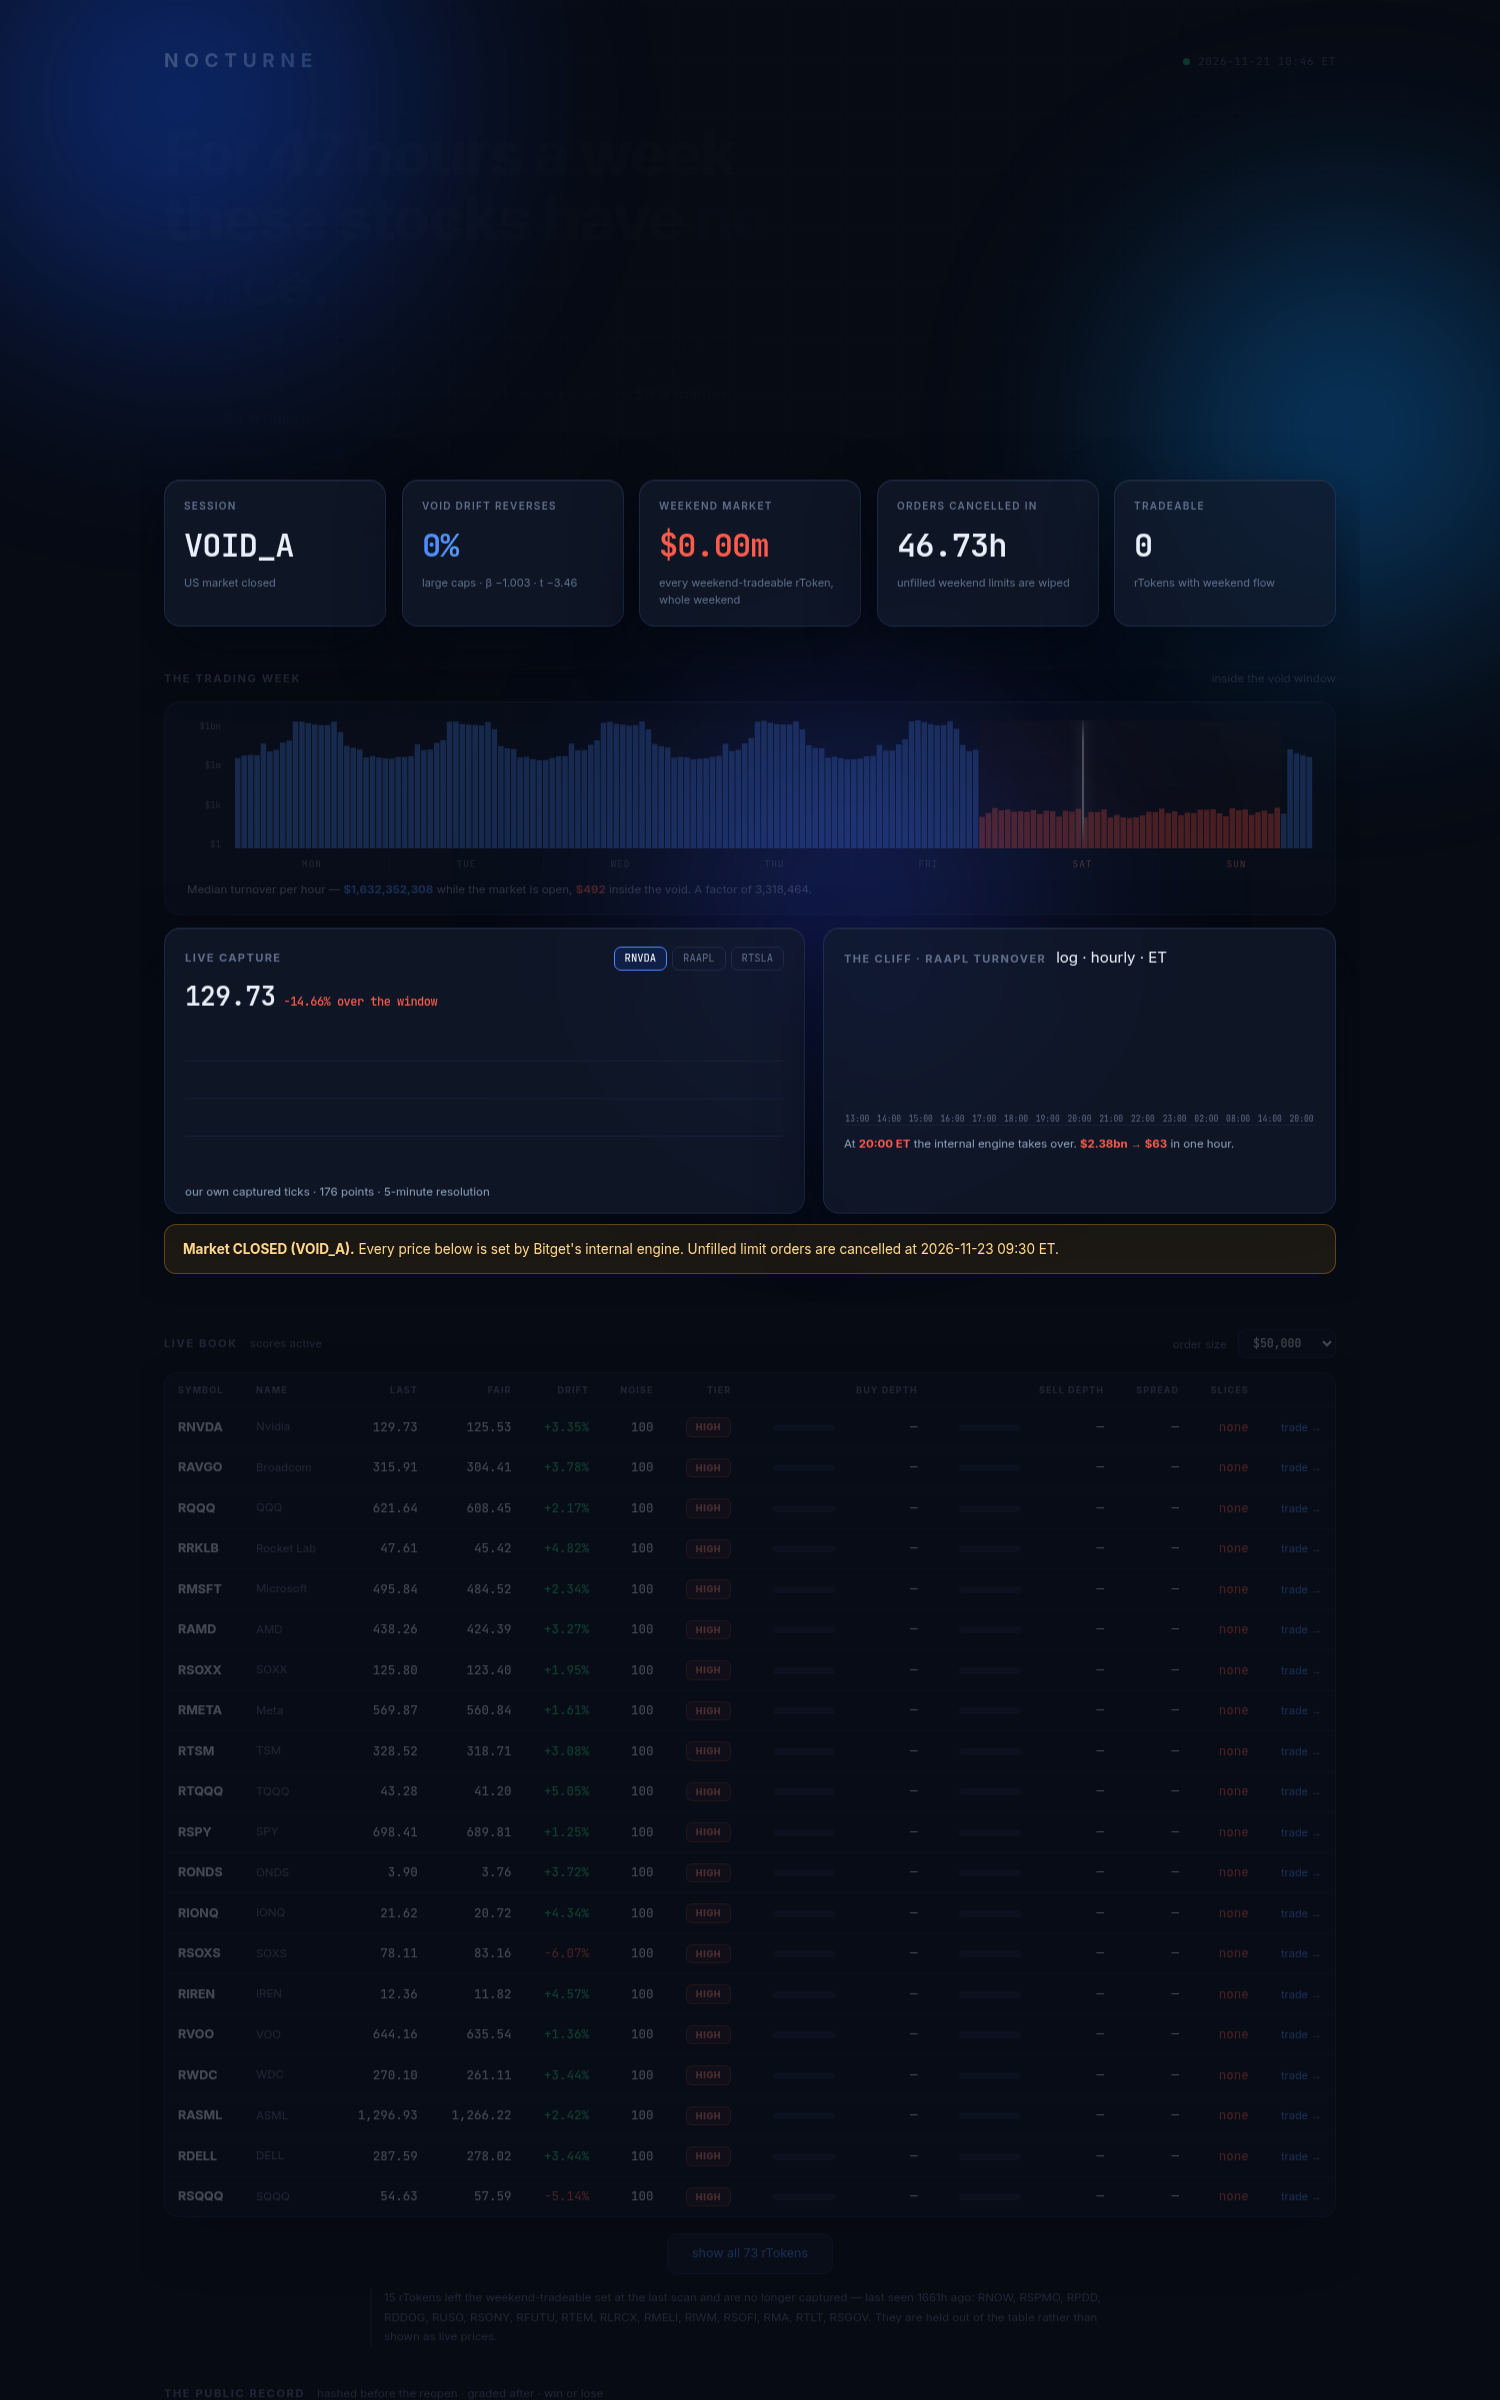 NOCTURNE
2026-11-21 10:46 ET
For 47 hours a week
these stocks have no
SESSION
VOID_A
US market closed
VOID DRIFT REVERSES
0%
large caps · β −1.003 · t −3.46
WEEKEND MARKET
$0.00m
every weekend-tradeable rToken,
whole weekend
ORDERS CANCELLED IN
46.73h
unfilled weekend limits are wiped
TRADEABLE
0
rTokens with weekend flow
THE TRADING WEEK
inside the void window
$1bn
$1m
$1k
$1
MON TUE WED THU FRI SAT SUN
Median turnover per hour — $1,632,352,308 while the market is open, $492 inside the void. A factor of 3,318,464.
LIVE CAPTURE
RNVDA RAAPL RTSLA
129.73 -14.66% over the window
our own captured ticks · 176 points · 5-minute resolution
THE CLIFF · RAAPL TURNOVER log · hourly · ET
13:00 14:00 15:00 16:00 17:00 18:00 19:00 20:00 21:00 22:00 23:00 02:00 08:00 14:00 20:00
At 20:00 ET the internal engine takes over. $2.38bn → $63 in one hour.
Market CLOSED (VOID_A). Every price below is set by Bitget's internal engine. Unfilled limit orders are cancelled at 2026-11-23 09:30 ET.
LIVE BOOK scores active
order size $50,000
SYMBOL NAME LAST FAIR DRIFT NOISE TIER BUY DEPTH SELL DEPTH SPREAD SLICES
RNVDA Nvidia 129.73 125.53 +3.35% 100 HIGH — — — none trade →
RAVGO Broadcom 315.91 304.41 +3.78% 100 HIGH — — — none trade →
RQQQ QQQ 621.64 608.45 +2.17% 100 HIGH — — — none trade →
RRKLB Rocket Lab 47.61 45.42 +4.82% 100 HIGH — — — none trade →
RMSFT Microsoft 495.84 484.52 +2.34% 100 HIGH — — — none trade →
RAMD AMD 438.26 424.39 +3.27% 100 HIGH — — — none trade →
RSOXX SOXX 125.80 123.40 +1.95% 100 HIGH — — — none trade →
RMETA Meta 569.87 560.84 +1.61% 100 HIGH — — — none trade →
RTSM TSM 328.52 318.71 +3.08% 100 HIGH — — — none trade →
RTQQQ TQQQ 43.28 41.20 +5.05% 100 HIGH — — — none trade →
RSPY SPY 698.41 689.81 +1.25% 100 HIGH — — — none trade →
RONDS ONDS 3.90 3.76 +3.72% 100 HIGH — — — none trade →
RIONQ IONQ 21.62 20.72 +4.34% 100 HIGH — — — none trade →
RSOXS SOXS 78.11 83.16 -6.07% 100 HIGH — — — none trade →
RIREN IREN 12.36 11.82 +4.57% 100 HIGH — — — none trade →
RVOO VOO 644.16 635.54 +1.36% 100 HIGH — — — none trade →
RWDC WDC 270.10 261.11 +3.44% 100 HIGH — — — none trade →
RASML ASML 1,296.93 1,266.22 +2.42% 100 HIGH — — — none trade →
RDELL DELL 287.59 278.02 +3.44% 100 HIGH — — — none trade →
RSQQQ SQQQ 54.63 57.59 -5.14% 100 HIGH — — — none trade →
show all 73 rTokens
15 rTokens left the weekend-tradeable set at the last scan and are no longer captured — last seen 1661h ago: RNOW, RSPMO, RPDD,
RDDOG, RUSO, RSONY, RFUTU, RTEM, RLRCX, RMELI, RIWM, RSOFI, RMA, RTLT, RSGOV. They are held out of the table rather than
shown as live prices.
THE PUBLIC RECORD hashed before the reopen · graded after · win or lose